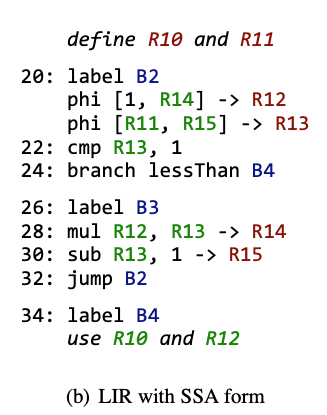 define R10 and R11
20: label B2
phi [1, R14] -> R12
phi [R11, R15] -> R13
22: cmp R13, 1
24: branch lessThan B4
26: label B3
28: mul R12, R13 -> R14
30: sub R13, 1 -> R15
32: jump B2
34: label B4
use R10 and R12
(b) LIR with SSA form